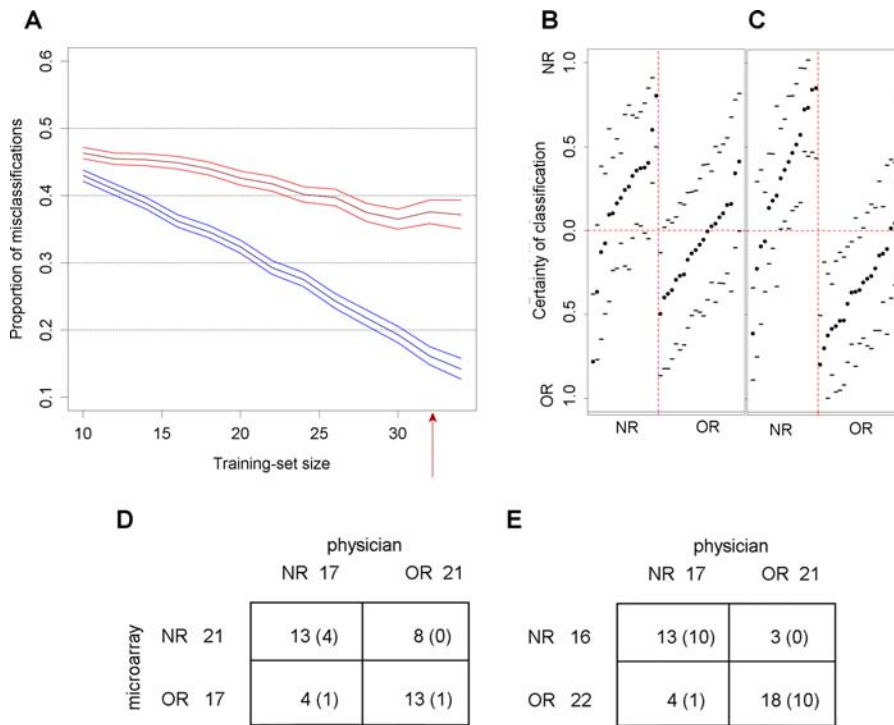 A
Proportion of misclassifications
0.6
0.5
0.4
0.3
0.2
0.1
10 15 20 25 30
Training-set size
B
C
NR
Certainty of classification
OR
1.0
0.5
0.0
0.5
1.0
NR OR NR OR
D
physician
NR 17 OR 21
microarray
NR 21 13 (4) 8 (0)
OR 17 4 (1) 13 (1)
E
physician
NR 17 OR 21
NR 16 13 (10) 3 (0)
OR 22 4 (1) 18 (10)